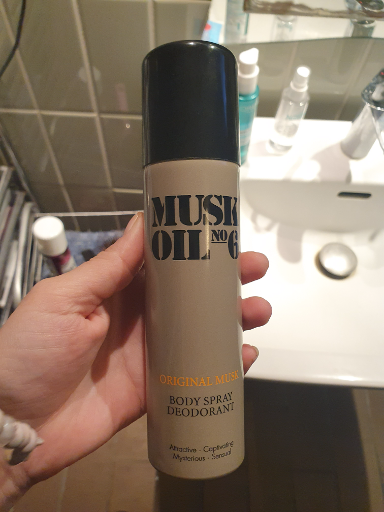 MUSK
OIL NO 6
ORIGINAL MUSK
BODY SPRAY
DEODORANT
Attractive - Captivating
Mysterious - Sensual